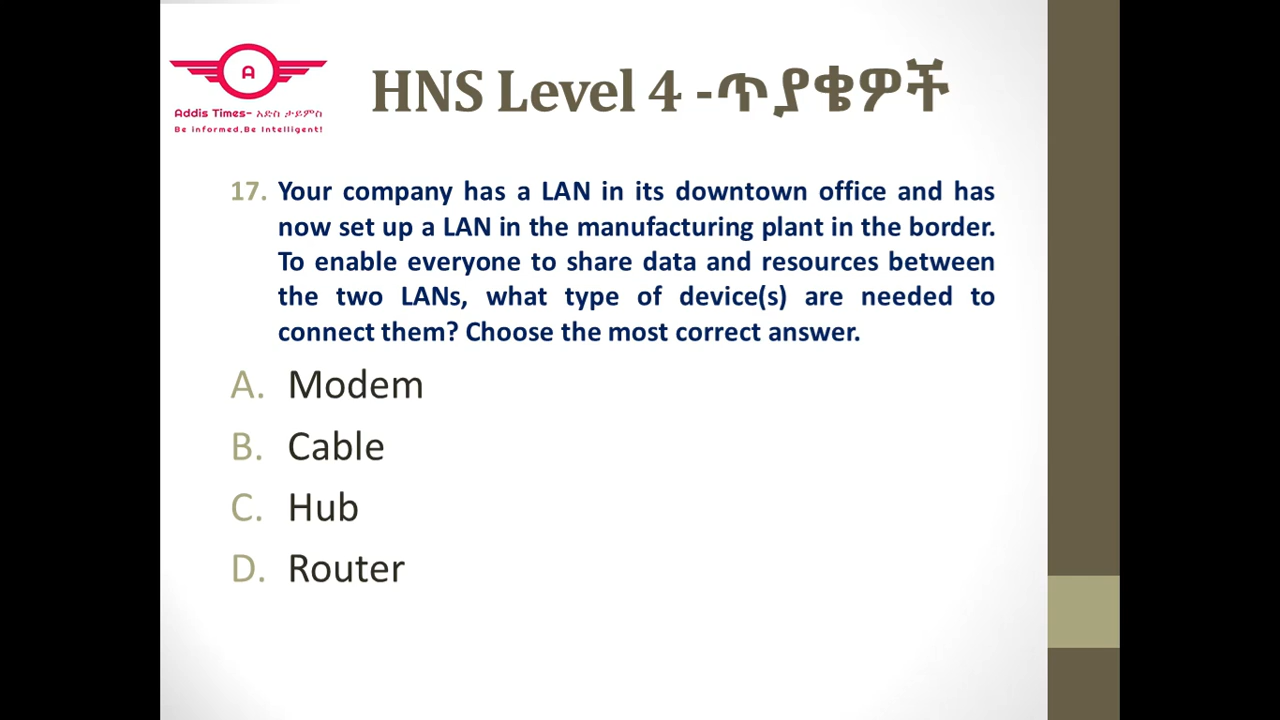 A
Addis Times- አድስ ታይምስ
Be informed,Be Intelligent!
HNS Level 4 -ጥያቄዎች
17. Your company has a LAN in its downtown office and has
now set up a LAN in the manufacturing plant in the border.
To enable everyone to share data and resources between
the two LANs, what type of device(s) are needed to
connect them? Choose the most correct answer.
A. Modem
B. Cable
C. Hub
D. Router